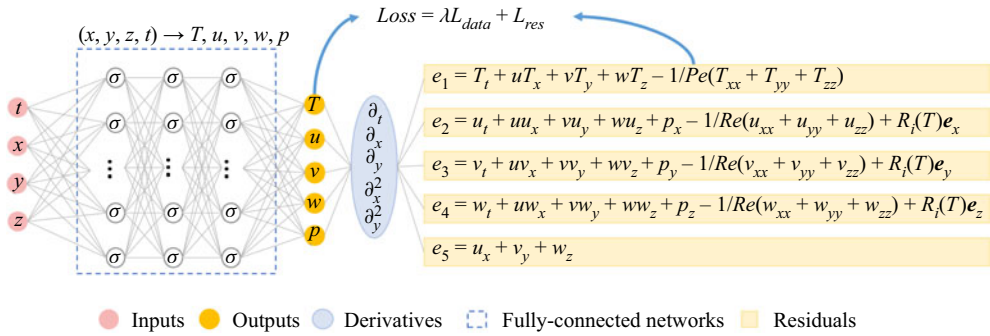 Loss = λL_data + L_res
(x, y, z, t) → T, u, v, w, p
t
x
y
z
σ σ σ
σ σ σ
... ... ...
σ σ σ
σ σ σ
T
u
v
w
p
∂_t
∂_x
∂_y
∂_x^2
∂_y^2
e_1 = T_t + uT_x + vT_y + wT_z − 1/Pe(T_xx + T_yy + T_zz)
e_2 = u_t + uu_x + vu_y + wu_z + p_x − 1/Re(u_xx + u_yy + u_zz) + R_i(T)e_x
e_3 = v_t + uv_x + vv_y + wv_z + p_y − 1/Re(v_xx + v_yy + v_zz) + R_i(T)e_y
e_4 = w_t + uw_x + vw_y + ww_z + p_z − 1/Re(w_xx + w_yy + w_zz) + R_i(T)e_z
e_5 = u_x + v_y + w_z
Inputs Outputs Derivatives Fully-connected networks Residuals